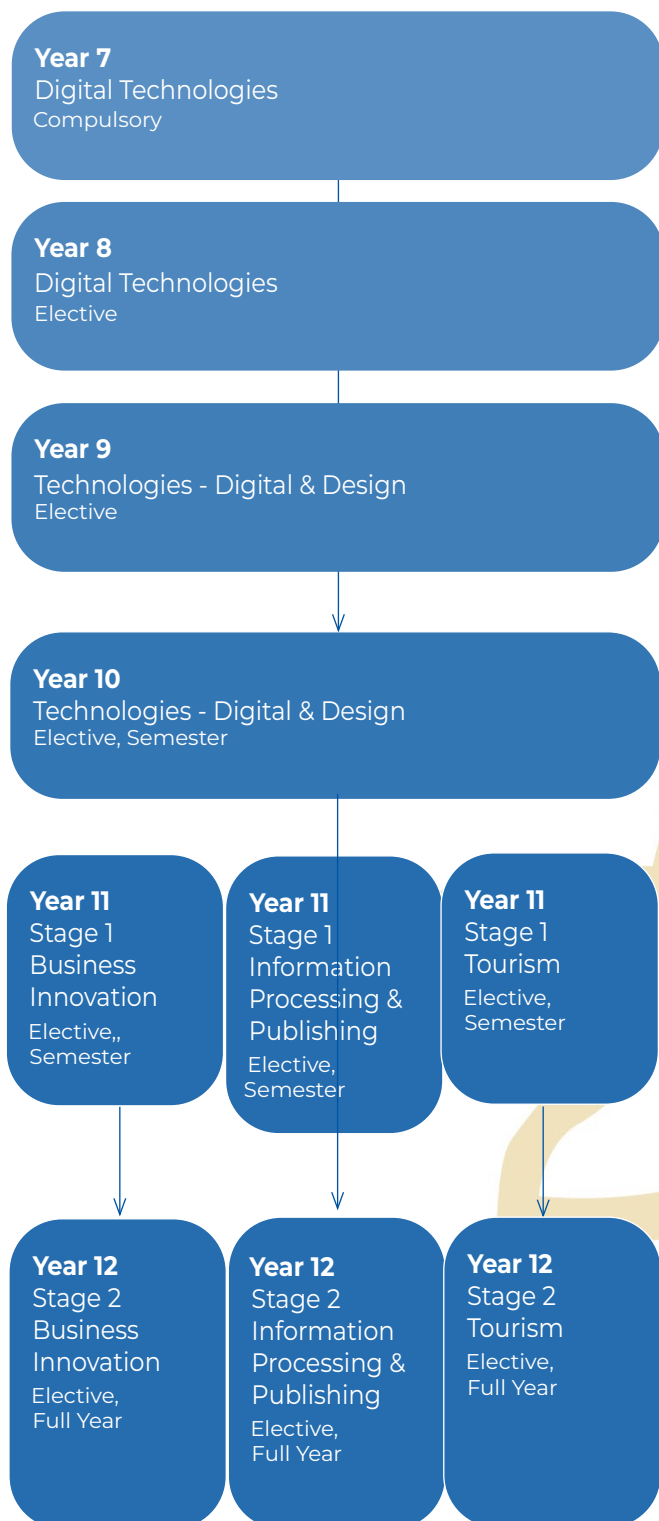 Year 7
Digital Technologies
Compulsory
Year 8
Digital Technologies
Elective
Year 9
Technologies - Digital & Design
Elective
Year 10
Technologies - Digital & Design
Elective, Semester
Year 11
Stage 1
Business
Innovation
Elective,,
Semester
Year 11
Stage 1
Information
Processing &
Publishing
Elective,
Semester
Year 11
Stage 1
Tourism
Elective,
Semester
Year 12
Stage 2
Business
Innovation
Elective,
Full Year
Year 12
Stage 2
Information
Processing &
Publishing
Elective,
Full Year
Year 12
Stage 2
Tourism
Elective,
Full Year